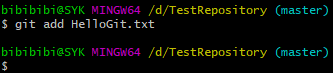 bibibibi@SYK MINGW64 /d/TestRepository (master)
$ git add HelloGit.txt
bibibibi@SYK MINGW64 /d/TestRepository (master)
$